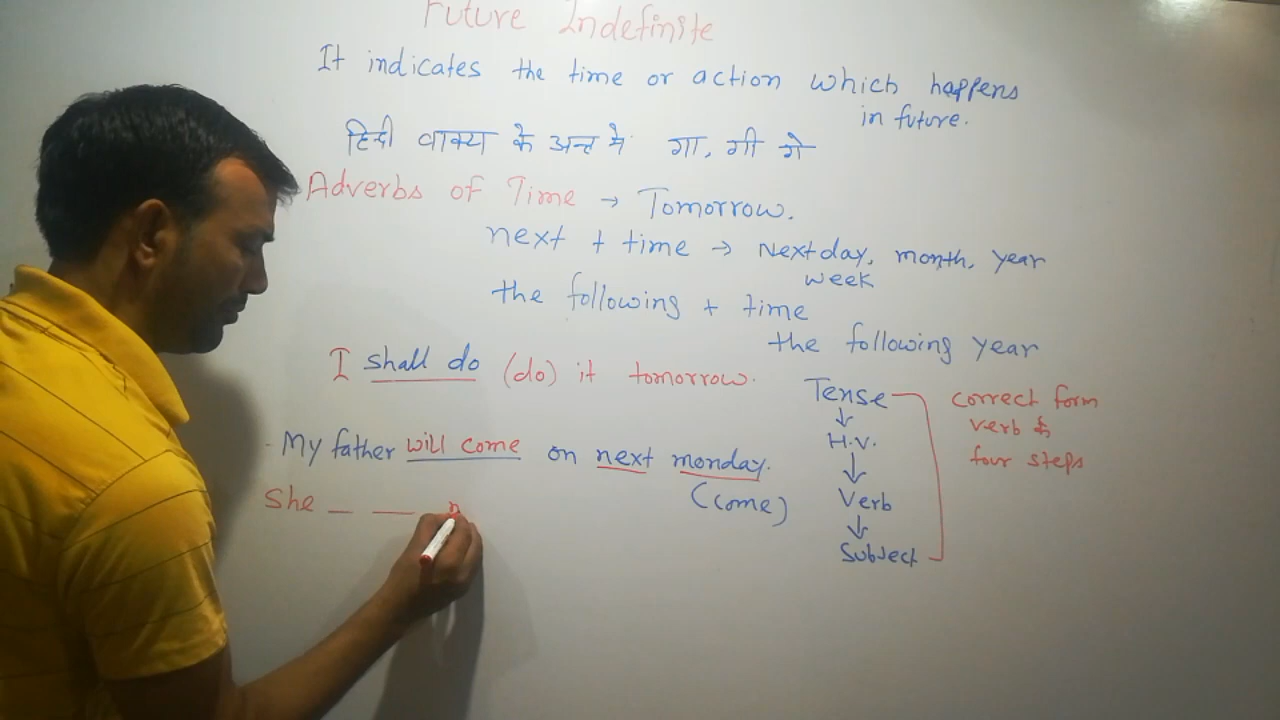 Future Indefinite
It indicates the time or action which happens
in future.
हिन्दी वाक्य के अन्त में गा, गी गे
Adverbs of Time → Tomorrow.
next + time → Next day, month, year
week
the following + time
the following year
I shall do (do) it tomorrow.
My father will come on next monday.
(come)
She _ _ n
Tense
↓
H.V.
↓
Verb
↓
Subject
correct form
verb के
four steps